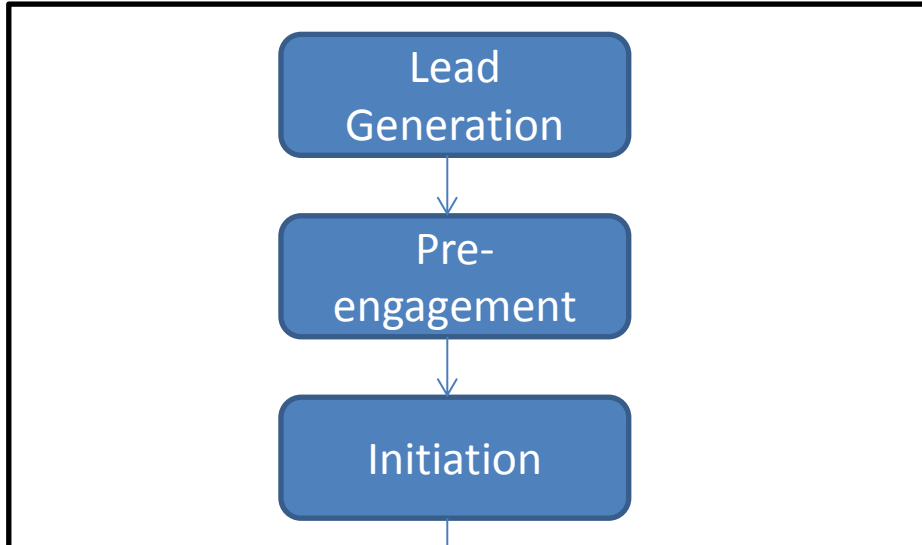 Lead
Generation
Pre-
engagement
Initiation